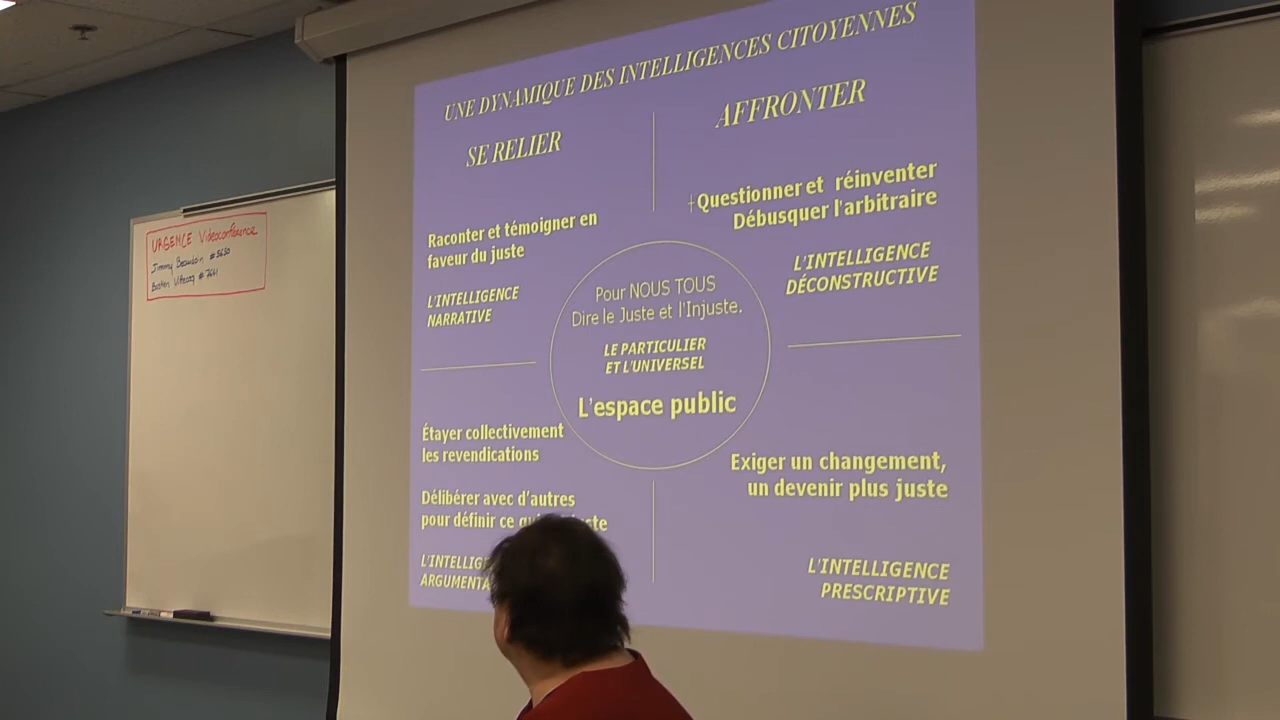 UNE DYNAMIQUE DES INTELLIGENCES CITOYENNES
SE RELIER
AFFRONTER
Raconter et témoigner en
faveur du juste
L'INTELLIGENCE
NARRATIVE
Questionner et réinventer
Débusquer l'arbitraire
L'INTELLIGENCE
DÉCONSTRUCTIVE
Pour NOUS TOUS
Dire le Juste et l'Injuste.
LE PARTICULIER
ET L'UNIVERSEL
L'espace public
Étayer collectivement
les revendications
Délibérer avec d'autres
pour définir ce
Exiger un changement,
un devenir plus juste
L'INTELLIGENCE
PRESCRIPTIVE
URGENCE Vidéoconférence
Jimmy